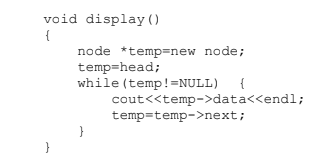 void display()
{
    node *temp=new node;
    temp=head;
    while(temp!=NULL)  {
        cout<<temp->data<<endl;
        temp=temp->next;
    }
}